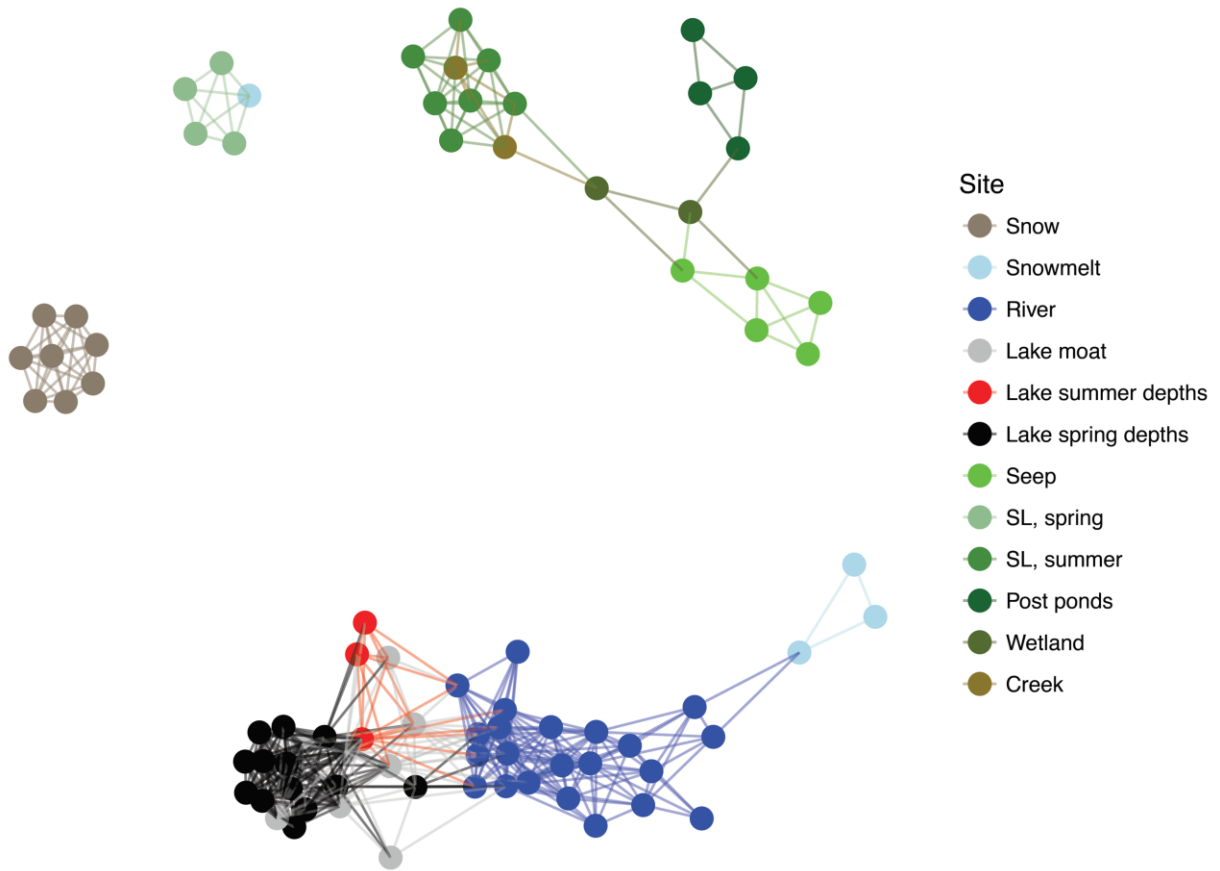 Site
Snow
Snowmelt
River
Lake moat
Lake summer depths
Lake spring depths
Seep
SL, spring
SL, summer
Post ponds
Wetland
Creek